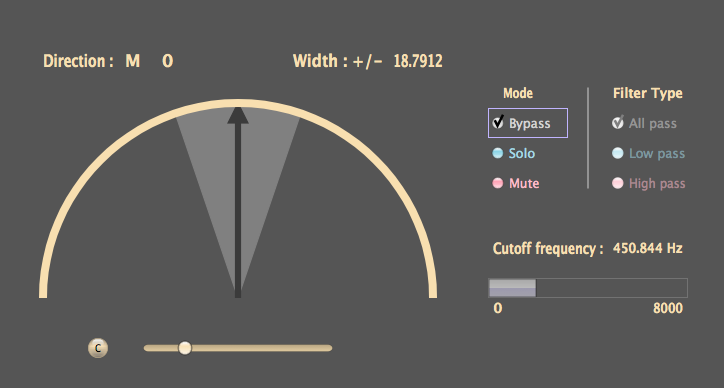 Direction : M 0
Width : +/− 18.7912
Mode
Bypass
Solo
Mute
Filter Type
All pass
Low pass
High pass
Cutoff frequency : 450.844 Hz
0 8000
C